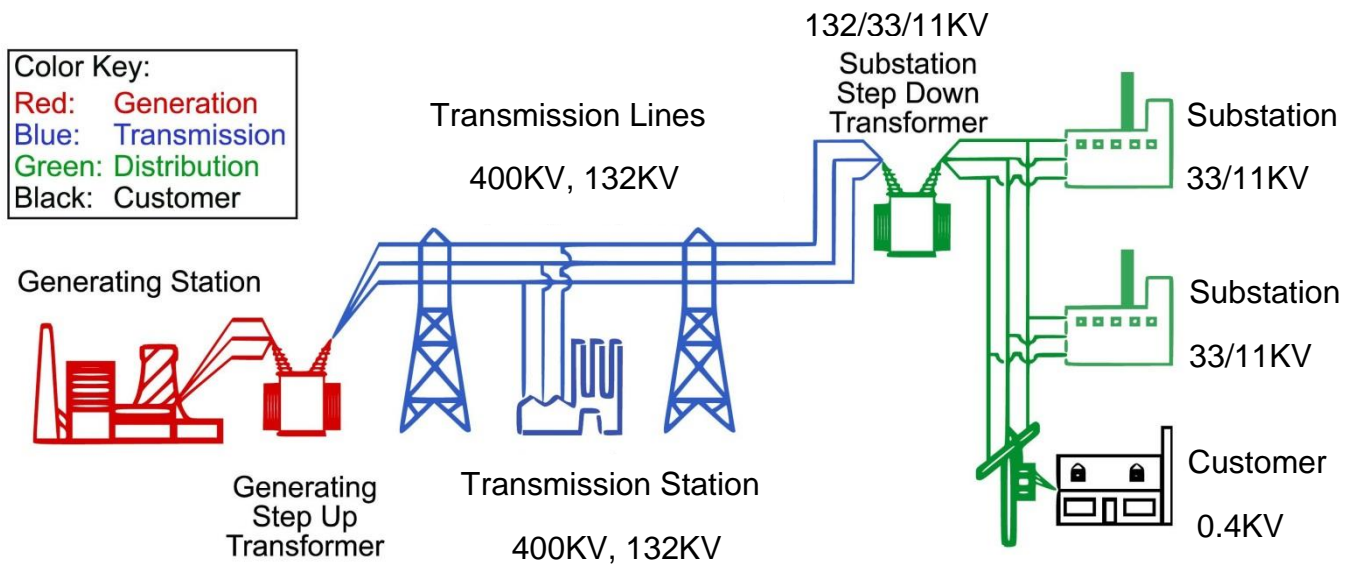 132/33/11KV
Substation
Step Down
Transformer
Color Key:
Red: Generation
Blue: Transmission
Green: Distribution
Black: Customer
Transmission Lines
400KV, 132KV
Substation
33/11KV
Generating Station
Substation
33/11KV
Generating
Step Up
Transformer
Transmission Station
400KV, 132KV
Customer
0.4KV